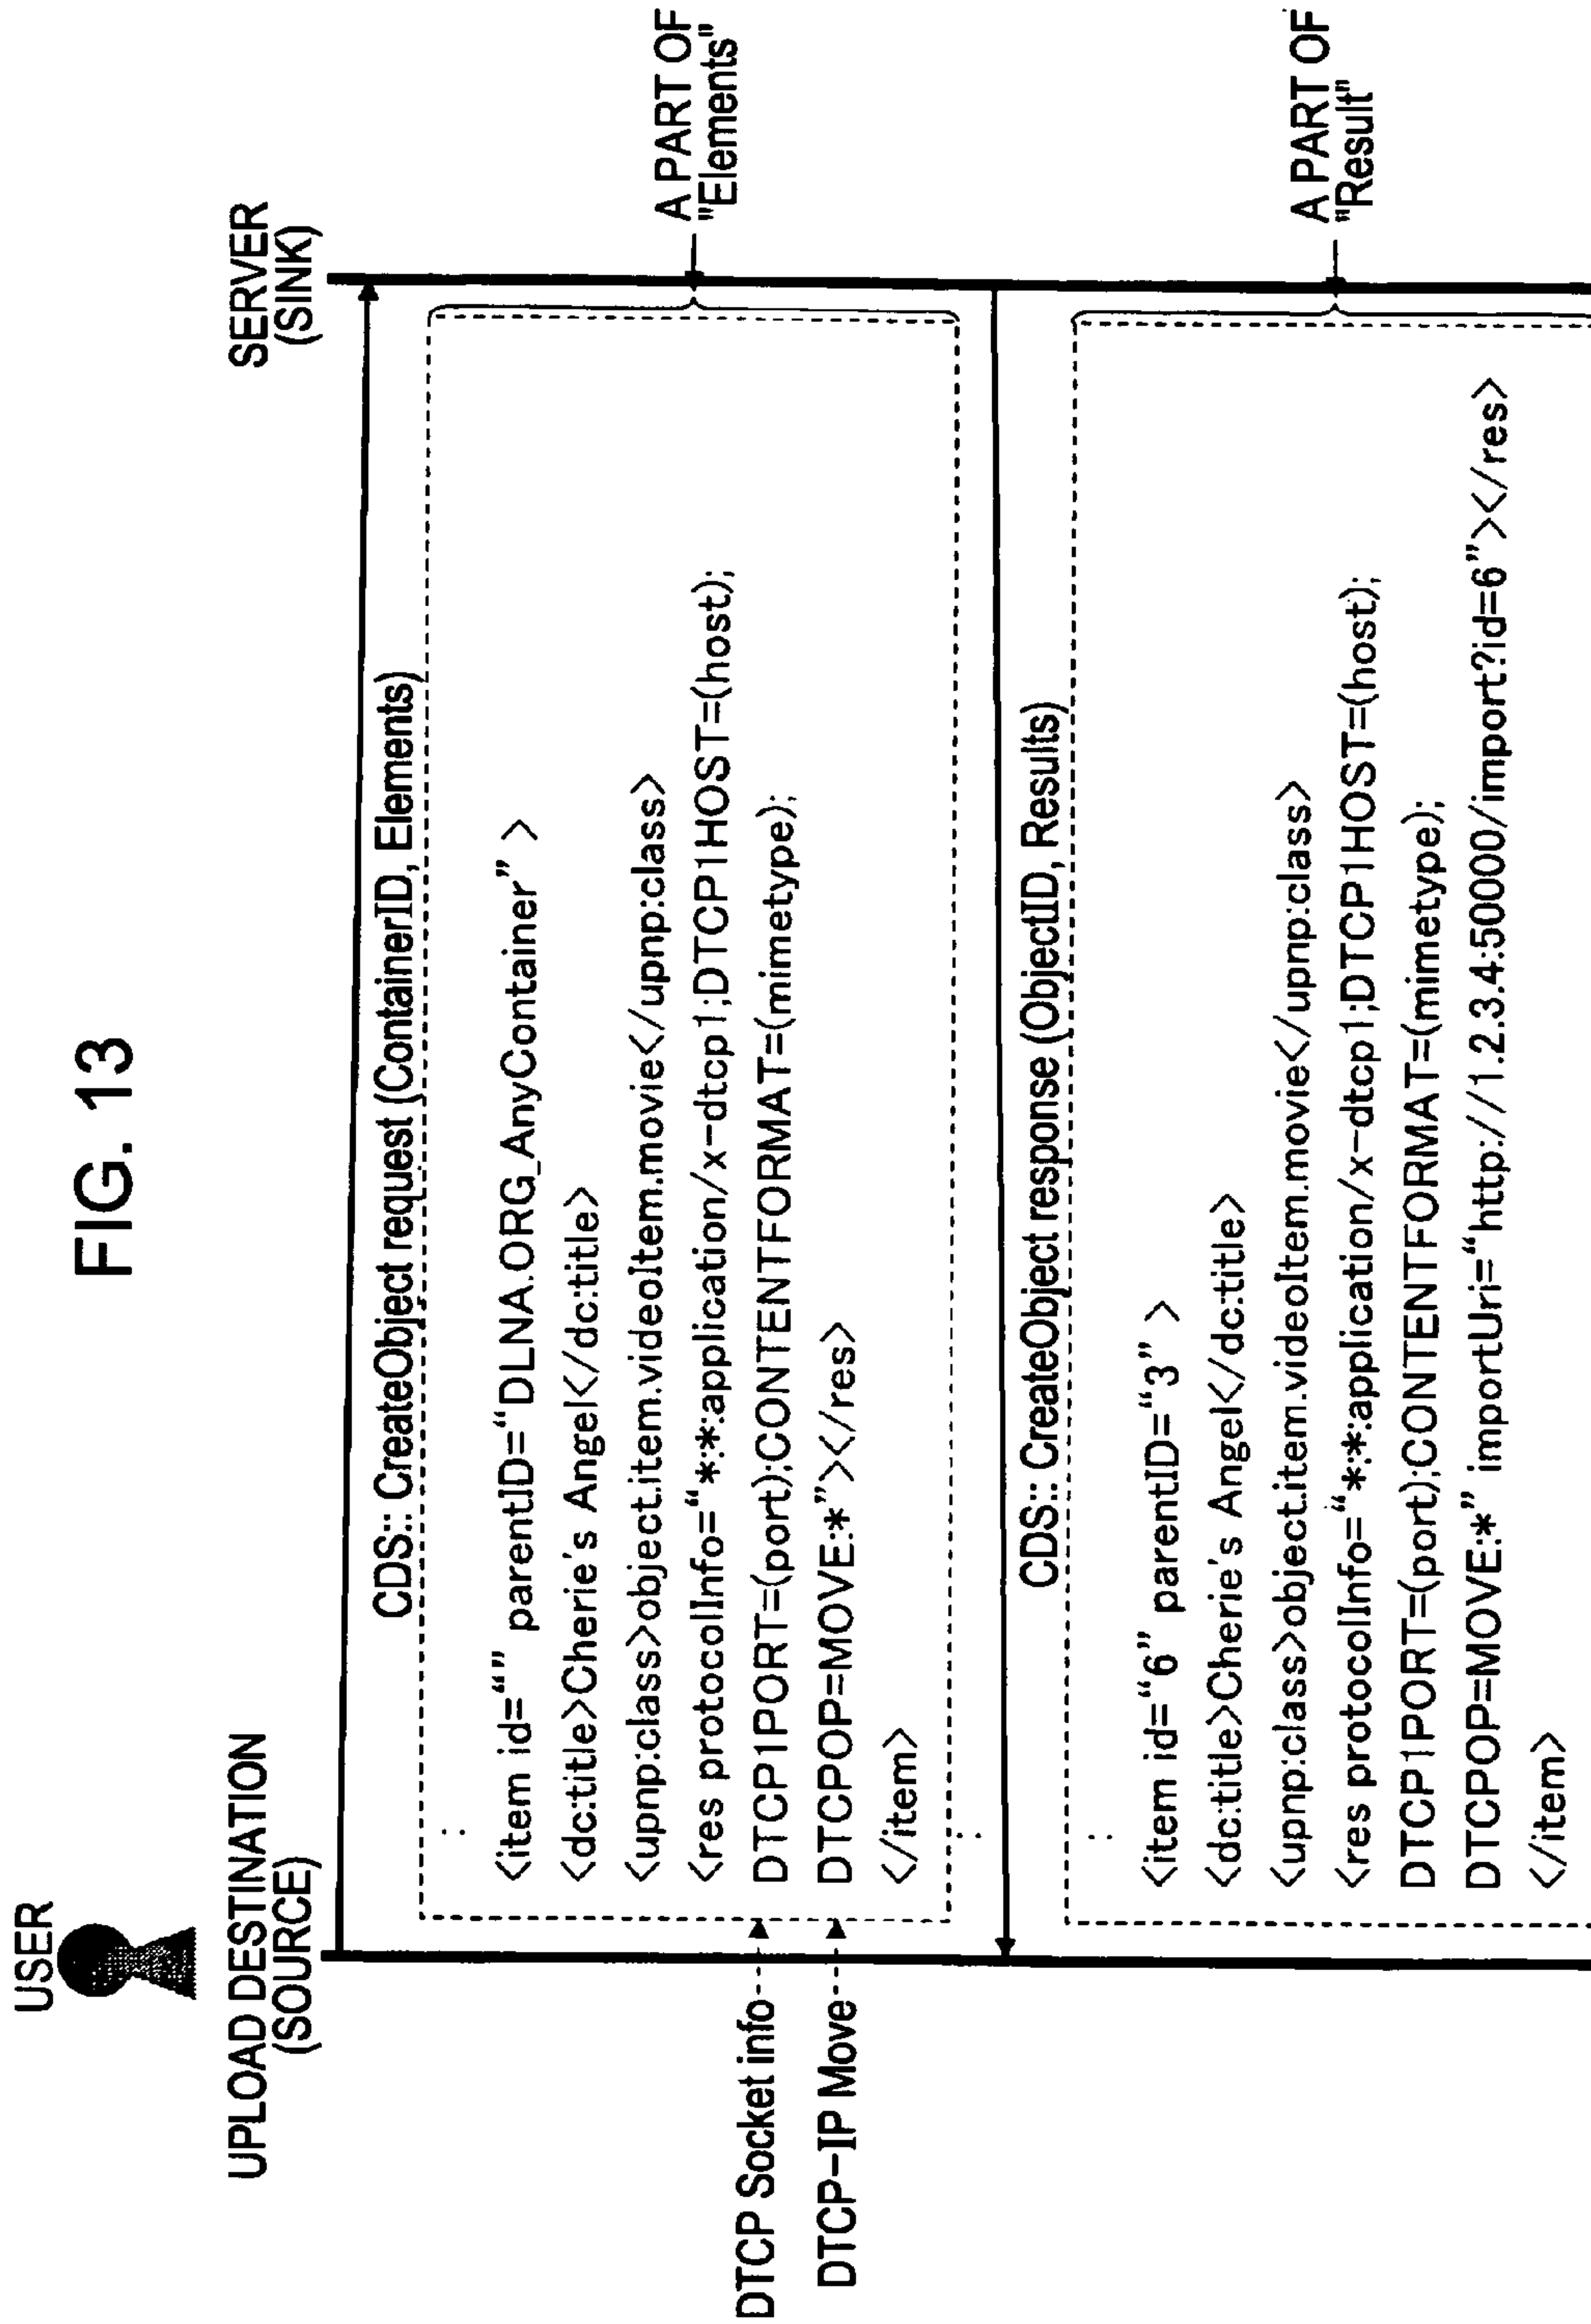 FIG. 13
USER
UPLOAD DESTINATION
(SOURCE)
SERVER
(SINK)
CDS:: CreateObject request (ContainerID, Elements)
:
<item id=“” parentID=“DLNA.ORG_AnyContainer” >
<dc:title>Cherie's Angel</dc:title>
<upnp:class>object.item.videoItem.movie</upnp:class>
<res protocolInfo=“*:*:application/x-dtcp1;DTCP1HOST=(host);
DTCP1PORT=(port);CONTENTFORMAT=(mimetype);
DTCPOP=MOVE:*”></res>
</item>
:
DTCP Socket info
DTCP-IP Move
A PART OF
"Elements"
CDS:: CreateObject response (ObjectID, Results)
:
<item id=“6” parentID=“3” >
<dc:title>Cherie's Angel</dc:title>
<upnp:class>object.item.videoItem.movie</upnp:class>
<res protocolInfo=“*:*:application/x-dtcp1;DTCP1HOST=(host);
DTCP1PORT=(port);CONTENTFORMAT=(mimetype);
DTCPOP=MOVE:*” importUri=“http://1.2.3.4:50000/import?id=6”></res>
</item>
A PART OF
"Result"